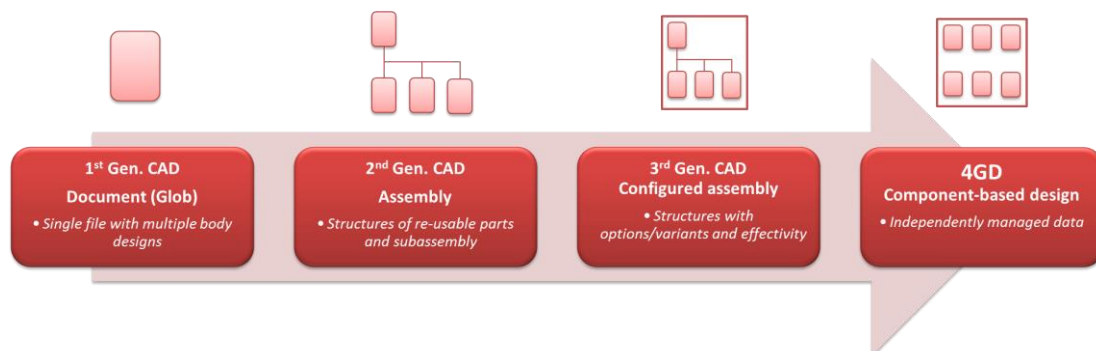 1st Gen. CAD
Document (Glob)
• Single file with multiple body
designs
2nd Gen. CAD
Assembly
• Structures of re-usable parts
and subassembly
3rd Gen. CAD
Configured assembly
• Structures with
options/variants and effectivity
4GD
Component-based design
• Independently managed data